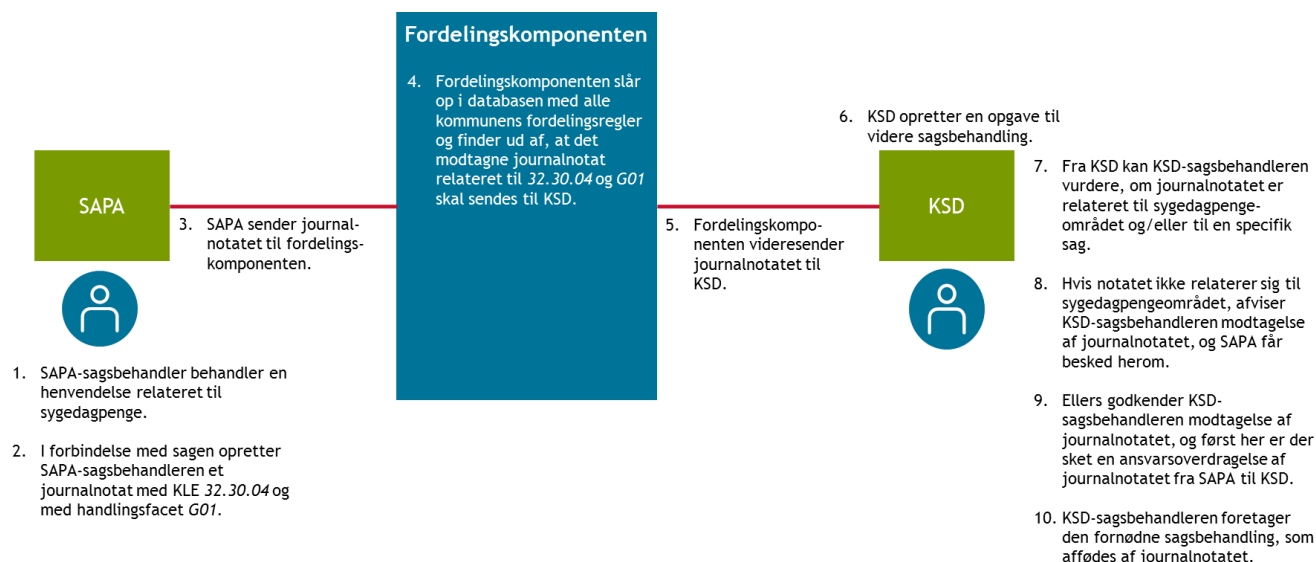 Fordelingskomponenten
4. Fordelingskomponenten slår
op i databasen med alle
kommunens fordelingsregler
og finder ud af, at det
modtagne journalnotat
relateret til 32.30.04 og G01
skal sendes til KSD.
SAPA
3. SAPA sender journal-
notatet til fordelings-
komponenten.
1. SAPA-sagsbehandler behandler en
henvendelse relateret til
sygedagpenge.
2. I forbindelse med sagen opretter
SAPA-sagsbehandleren et
journalnotat med KLE 32.30.04 og
med handlingsfacet G01.
5. Fordelingskompo-
nenten videresender
journalnotatet til
KSD.
6. KSD opretter en opgave til
videre sagsbehandling.
KSD
7. Fra KSD kan KSD-sagsbehandleren
vurdere, om journalnotatet er
relateret til sygedagpenge-
området og/eller til en specifik
sag.
8. Hvis notatet ikke relaterer sig til
sygedagpengeområdet, afviser
KSD-sagsbehandleren modtagelse
af journalnotatet, og SAPA får
besked herom.
9. Ellers godkender KSD-
sagsbehandleren modtagelse af
journalnotatet, og først her er der
sket en ansvarsoverdragelse af
journalnotatet fra SAPA til KSD.
10. KSD-sagsbehandleren foretager
den fornødne sagsbehandling, som
affødes af journalnotatet.